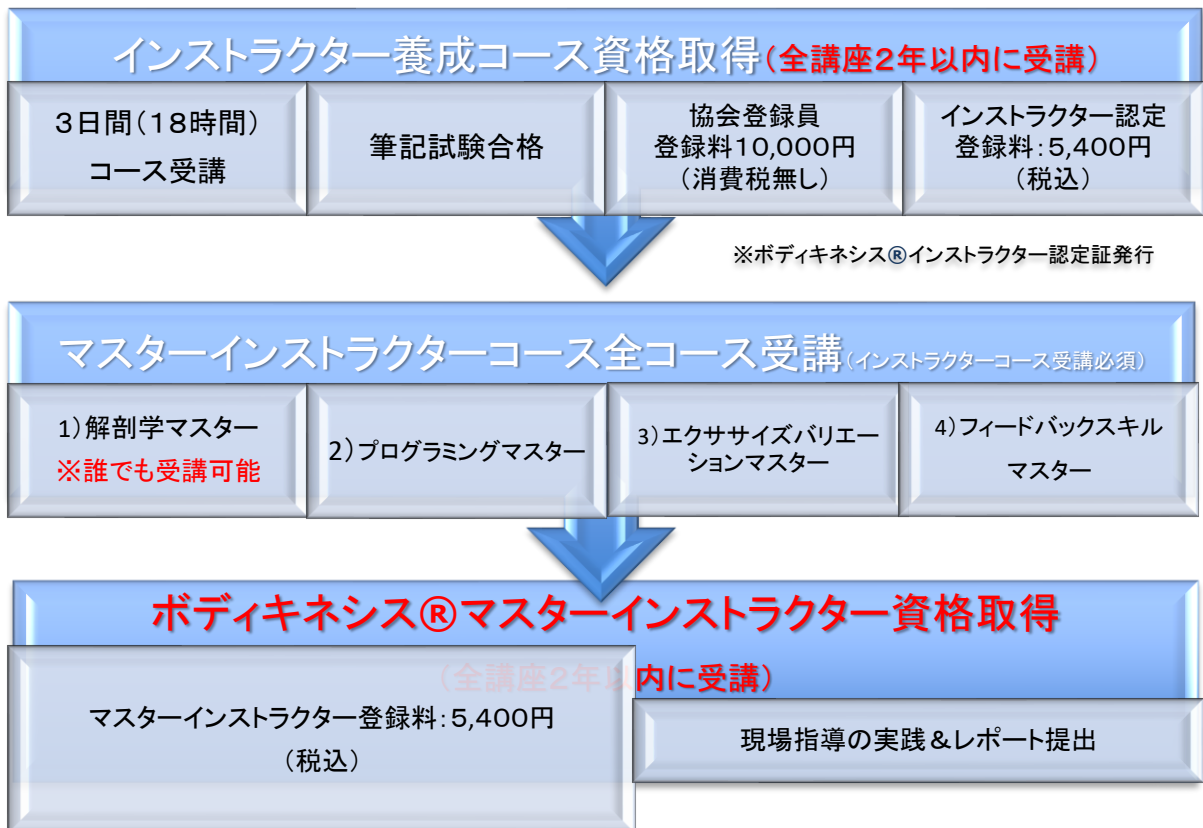 インストラクター養成コース資格取得(全講座2年以内に受講)
3日間(18時間)
コース受講
筆記試験合格
協会登録員
登録料10,000円
(消費税無し)
インストラクター認定
登録料:5,400円
(税込)
※ボディキネシス®インストラクター認定証発行
マスターインストラクターコース全コース受講(インストラクターコース受講必須)
1)解剖学マスター
※誰でも受講可能
2)プログラミングマスター
3)エクササイズバリエー
ションマスター
4)フィードバックスキル
マスター
ボディキネシス®マスターインストラクター資格取得
(全講座2年以内に受講)
マスターインストラクター登録料:5,400円
(税込)
現場指導の実践&レポート提出